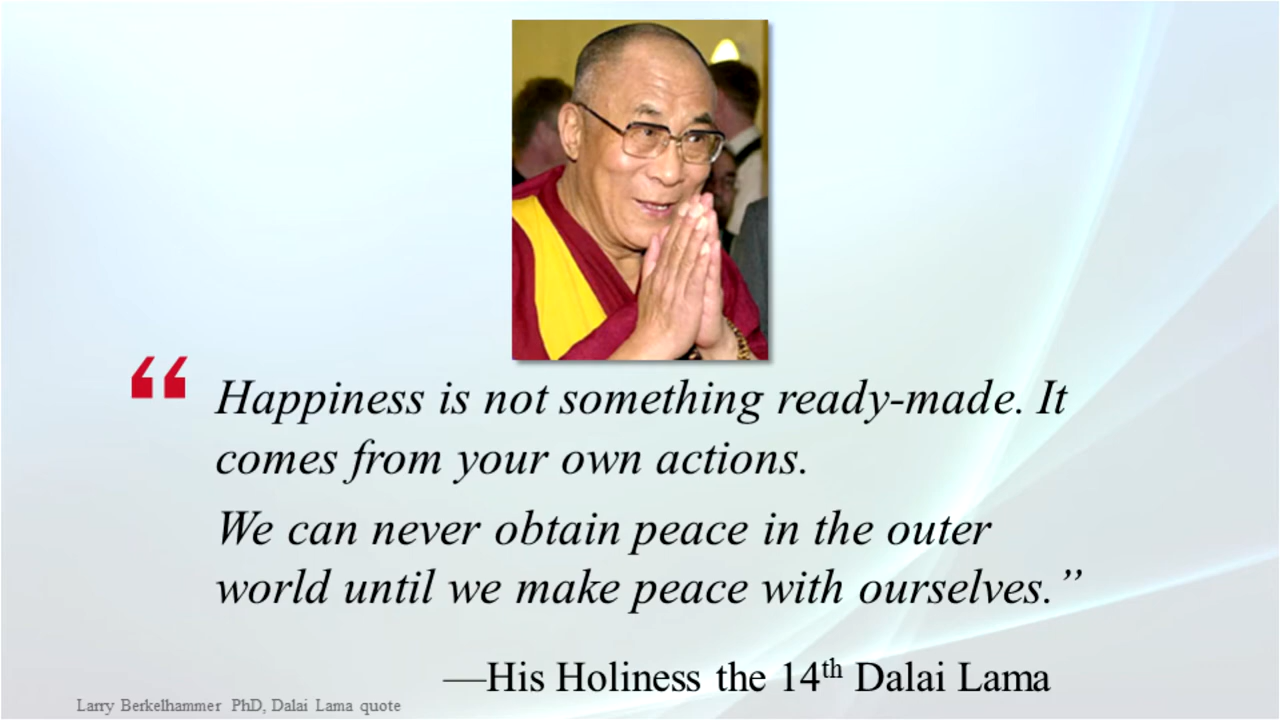 “ Happiness is not something ready-made. It
comes from your own actions.
We can never obtain peace in the outer
world until we make peace with ourselves.”
—His Holiness the 14th Dalai Lama
Larry Berkelhammer PhD, Dalai Lama quote